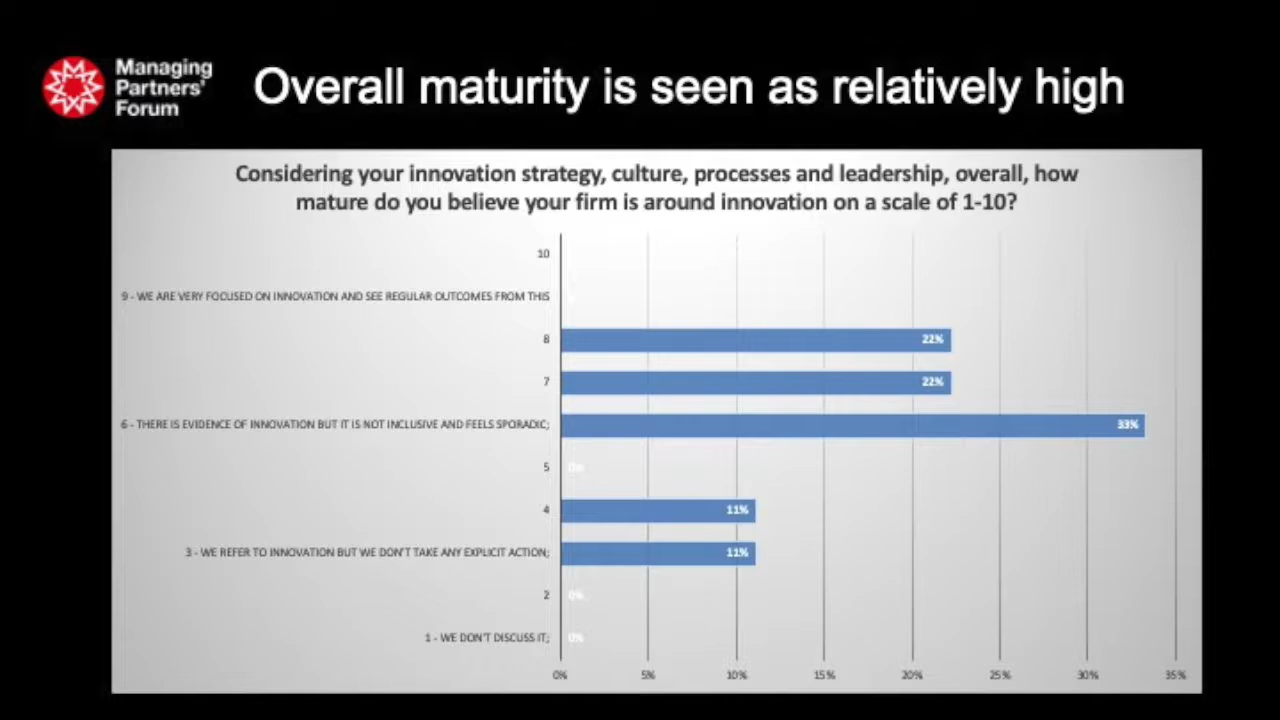 Managing
Partners'
Forum
Overall maturity is seen as relatively high
Considering your innovation strategy, culture, processes and leadership, overall, how
mature do you believe your firm is around innovation on a scale of 1-10?
10
9 - WE ARE VERY FOCUSED ON INNOVATION AND SEE REGULAR OUTCOMES FROM THIS
8 22%
7 22%
6 - THERE IS EVIDENCE OF INNOVATION BUT IT IS NOT INCLUSIVE AND FEELS SPORADIC; 33%
5 0%
4 11%
3 - WE REFER TO INNOVATION BUT WE DON'T TAKE ANY EXPLICIT ACTION; 11%
2 0%
1 - WE DON'T DISCUSS IT; 0%
0% 5% 10% 15% 20% 25% 30% 35%